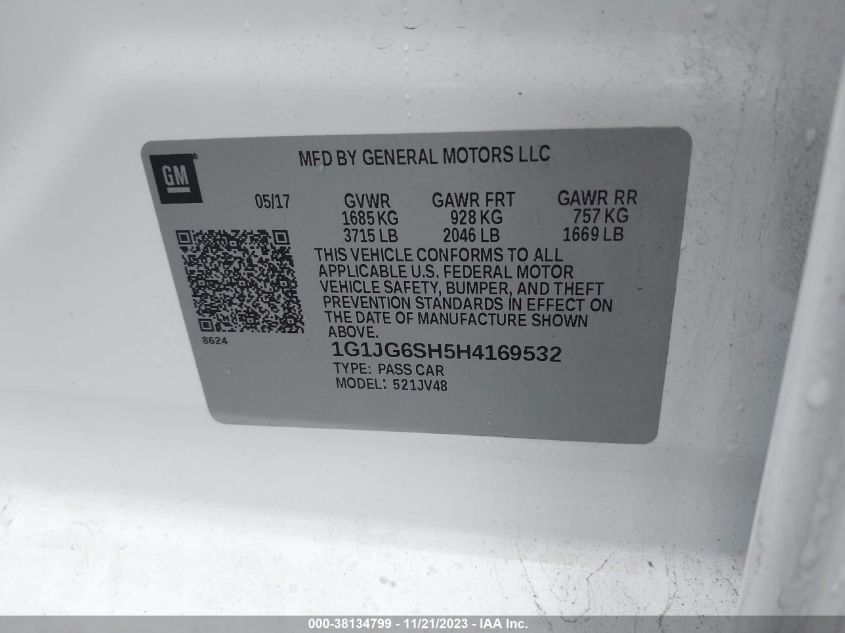 MFD BY GENERAL MOTORS LLC
GM
05/17 GVWR GAWR FRT GAWR RR
1685 KG 928 KG 757 KG
3715 LB 2046 LB 1669 LB
THIS VEHICLE CONFORMS TO ALL
APPLICABLE U.S. FEDERAL MOTOR
VEHICLE SAFETY, BUMPER, AND THEFT
PREVENTION STANDARDS IN EFFECT ON
THE DATE OF MANUFACTURE SHOWN
ABOVE.
8624
1G1JG6SH5H4169532
TYPE: PASS CAR
MODEL: 521JV48
000-38134799 - 11/21/2023 - IAA Inc.